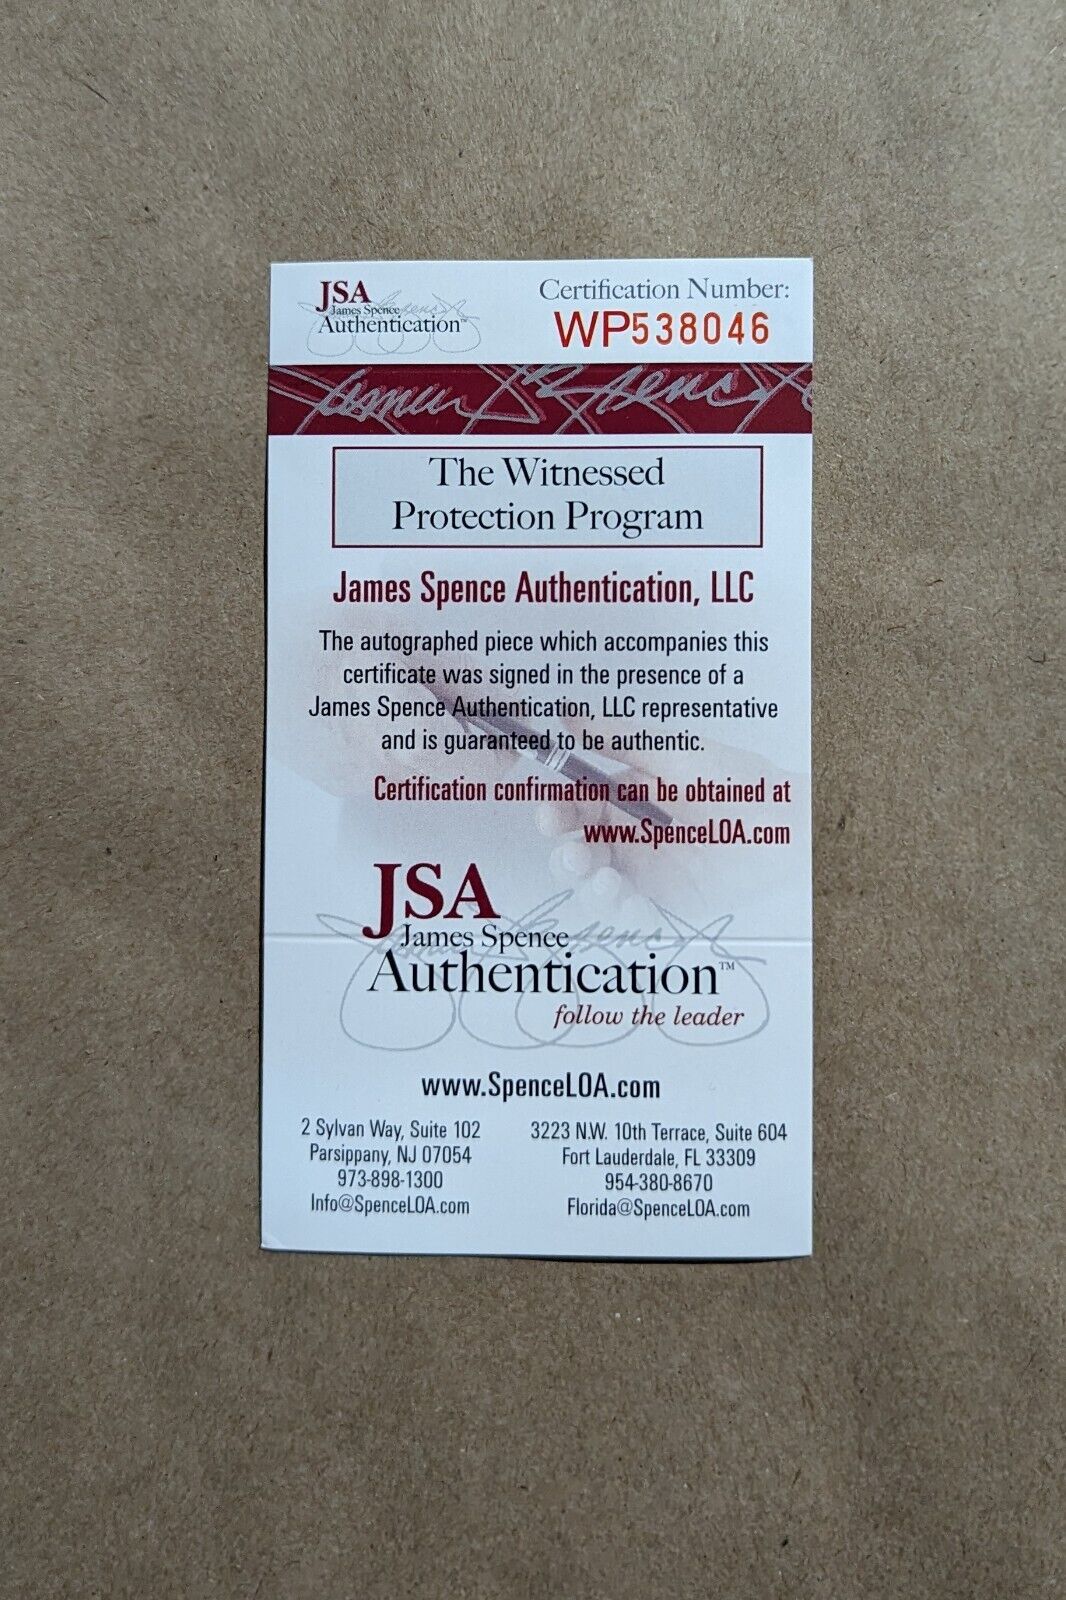 JSA
James Spence
Authentication™
Certification Number:
WP538046
The Witnessed
Protection Program
James Spence Authentication, LLC
The autographed piece which accompanies this
certificate was signed in the presence of a
James Spence Authentication, LLC representative
and is guaranteed to be authentic.
Certification confirmation can be obtained at
www.SpenceLOA.com
JSA
James Spence
Authentication™
follow the leader
www.SpenceLOA.com
2 Sylvan Way, Suite 102
Parsippany, NJ 07054
973-898-1300
Info@SpenceLOA.com
3223 N.W. 10th Terrace, Suite 604
Fort Lauderdale, FL 33309
954-380-8670
Florida@SpenceLOA.com